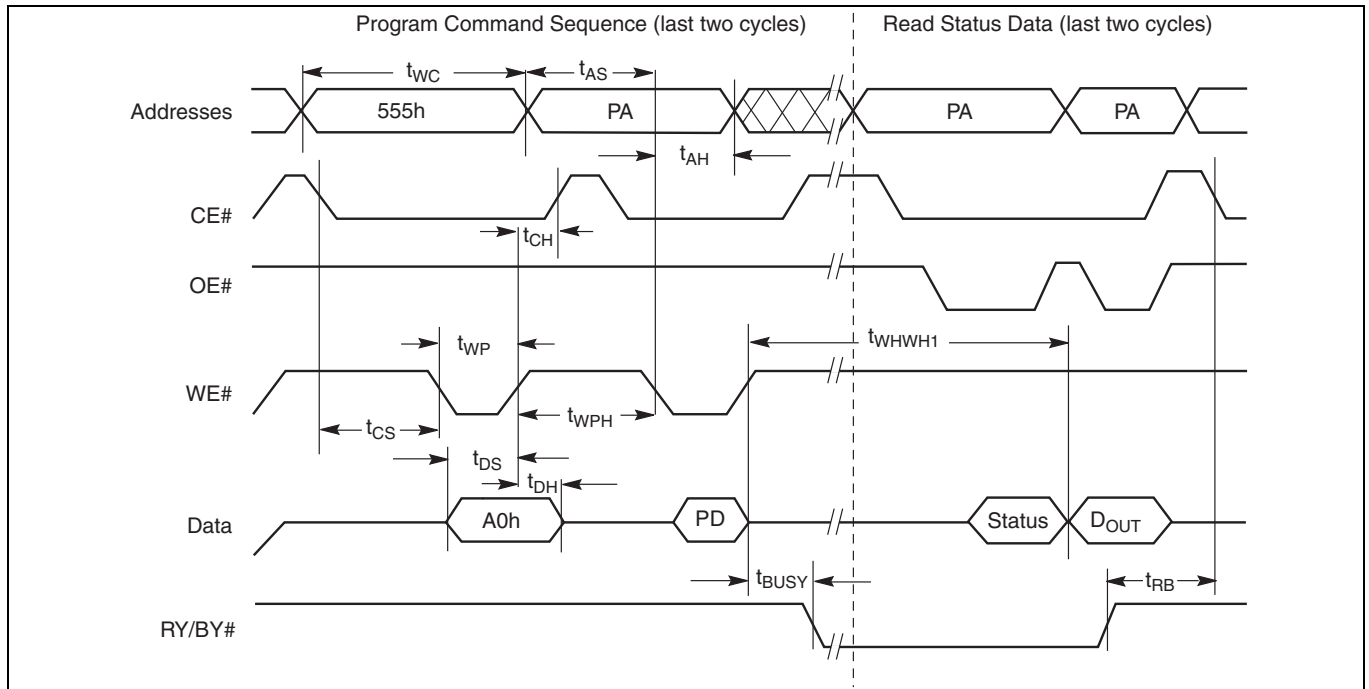 Program Command Sequence (last two cycles) Read Status Data (last two cycles)
tWC tAS
Addresses 555h PA PA PA
tAH
CE#
tCH
OE#
tWP tWHWH1
WE#
tCS tWPH
tDS
tDH
Data A0h PD Status DOUT
tBUSY tRB
RY/BY#